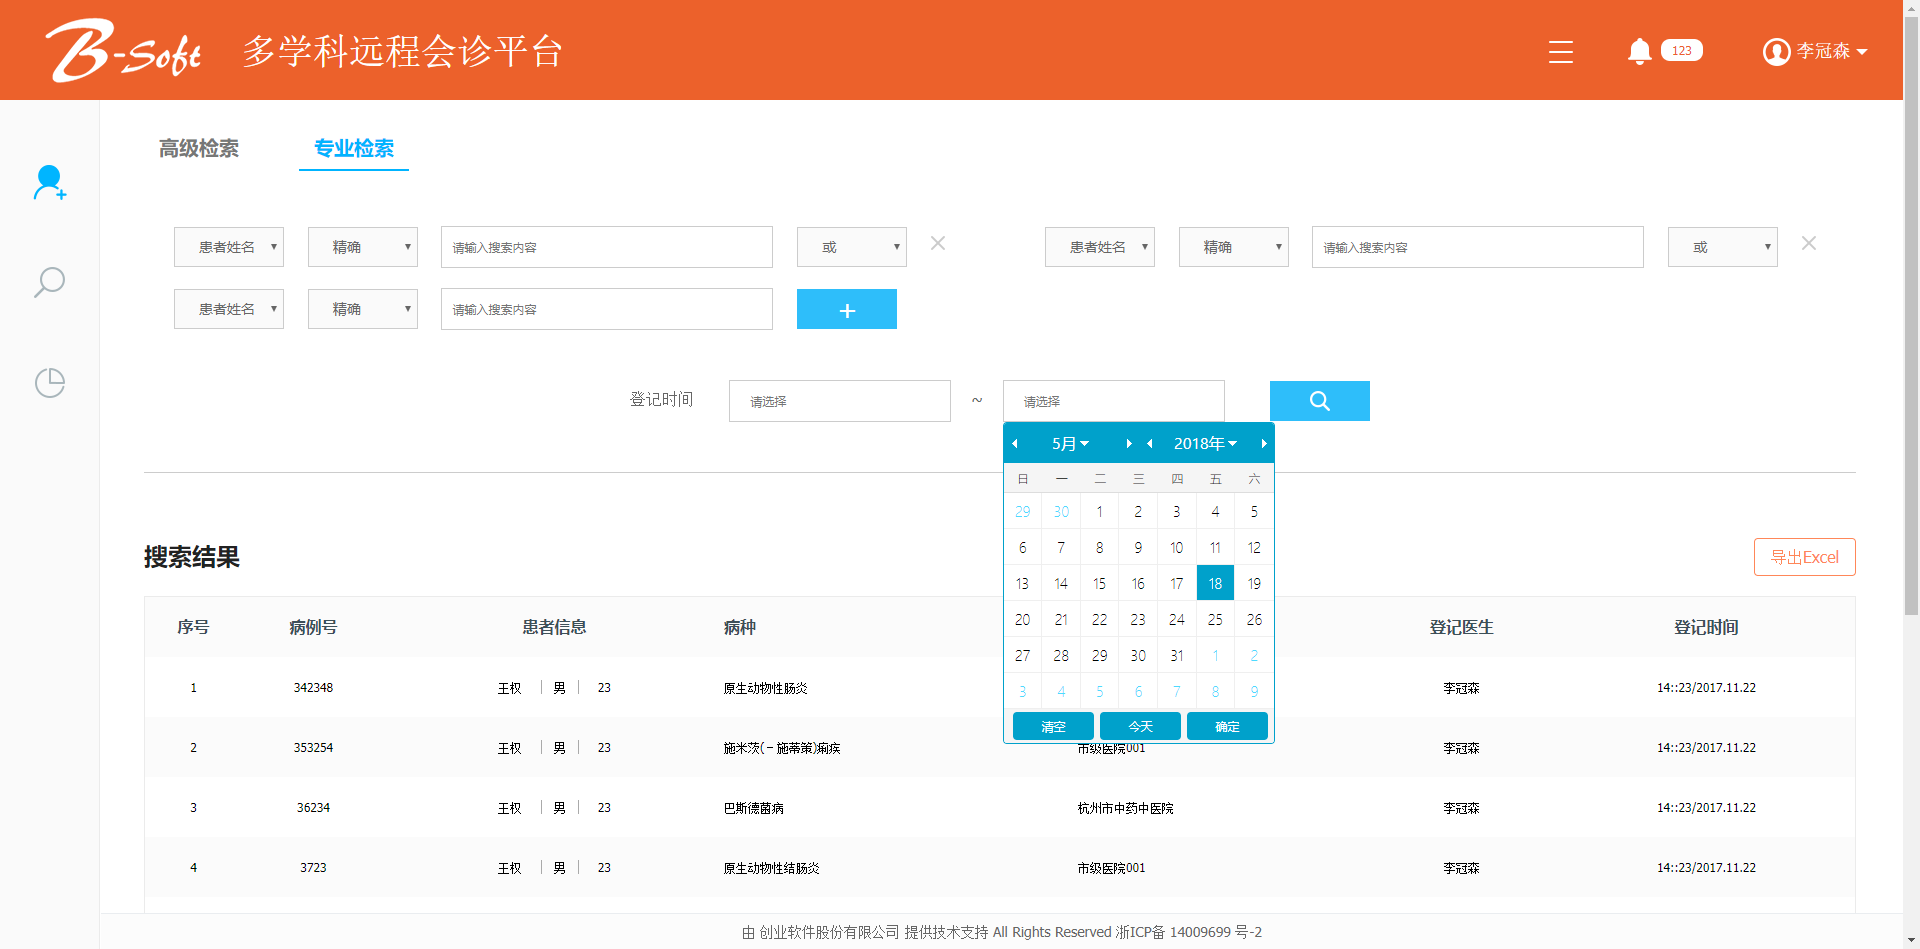 B-Soft 多学科远程会诊平台 123 李冠森
高级检索 专业检索
患者姓名 精确 请输入搜索内容 或 患者姓名 精确 请输入搜索内容 或
患者姓名 精确 请输入搜索内容 +
登记时间 请选择 ~ 请选择
5月 2018年
日 一 二 三 四 五 六
29 30 1 2 3 4 5
6 7 8 9 10 11 12
13 14 15 16 17 18 19
20 21 22 23 24 25 26
27 28 29 30 31 1 2
3 4 5 6 7 8 9
清空 今天 确定
搜索结果 导出Excel
序号 病例号 患者信息 病种 登记医生 登记时间
1 342348 王权 男 23 原生动物性肠炎 李冠森 14::23/2017.11.22
2 353254 王权 男 23 施米茨(－施蒂策)痢疾 市级医院001 李冠森 14::23/2017.11.22
3 36234 王权 男 23 巴斯德菌病 杭州市中药中医院 李冠森 14::23/2017.11.22
4 3723 王权 男 23 原生动物性结肠炎 市级医院001 李冠森 14::23/2017.11.22
由 创业软件股份有限公司 提供技术支持 All Rights Reserved 浙ICP备 14009699 号-2